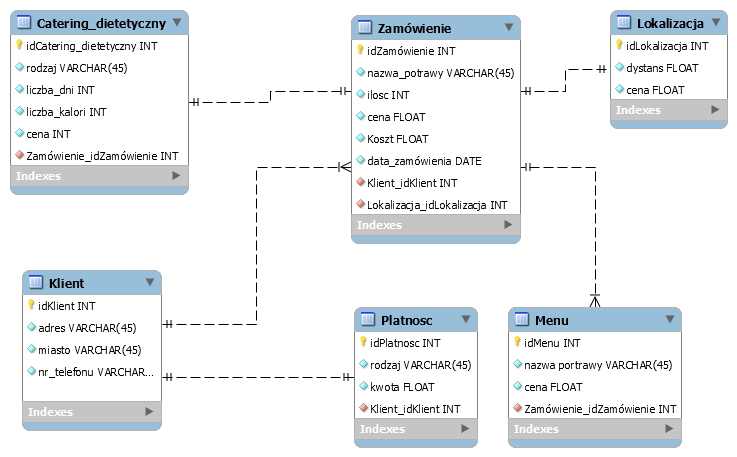 Catering_dietetyczny
idCatering_dietetyczny INT
rodzaj VARCHAR(45)
liczba_dni INT
liczba_kalori INT
cena INT
Zamówienie_idZamówienie INT
Indexes
Zamówienie
idZamówienie INT
nazwa_potrawy VARCHAR(45)
ilosc INT
cena FLOAT
Koszt FLOAT
data_zamówienia DATE
Klient_idKlient INT
Lokalizacja_idLokalizacja INT
Indexes
Lokalizacja
idLokalizacja INT
dystans FLOAT
cena FLOAT
Indexes
Klient
idKlient INT
adres VARCHAR(45)
miasto VARCHAR(45)
nr_telefonu VARCHAR...
Indexes
Platnosc
idPlatnosc INT
rodzaj VARCHAR(45)
kwota FLOAT
Klient_idKlient INT
Indexes
Menu
idMenu INT
nazwa portrawy VARCHAR(45)
cena FLOAT
Zamówienie_idZamówienie INT
Indexes